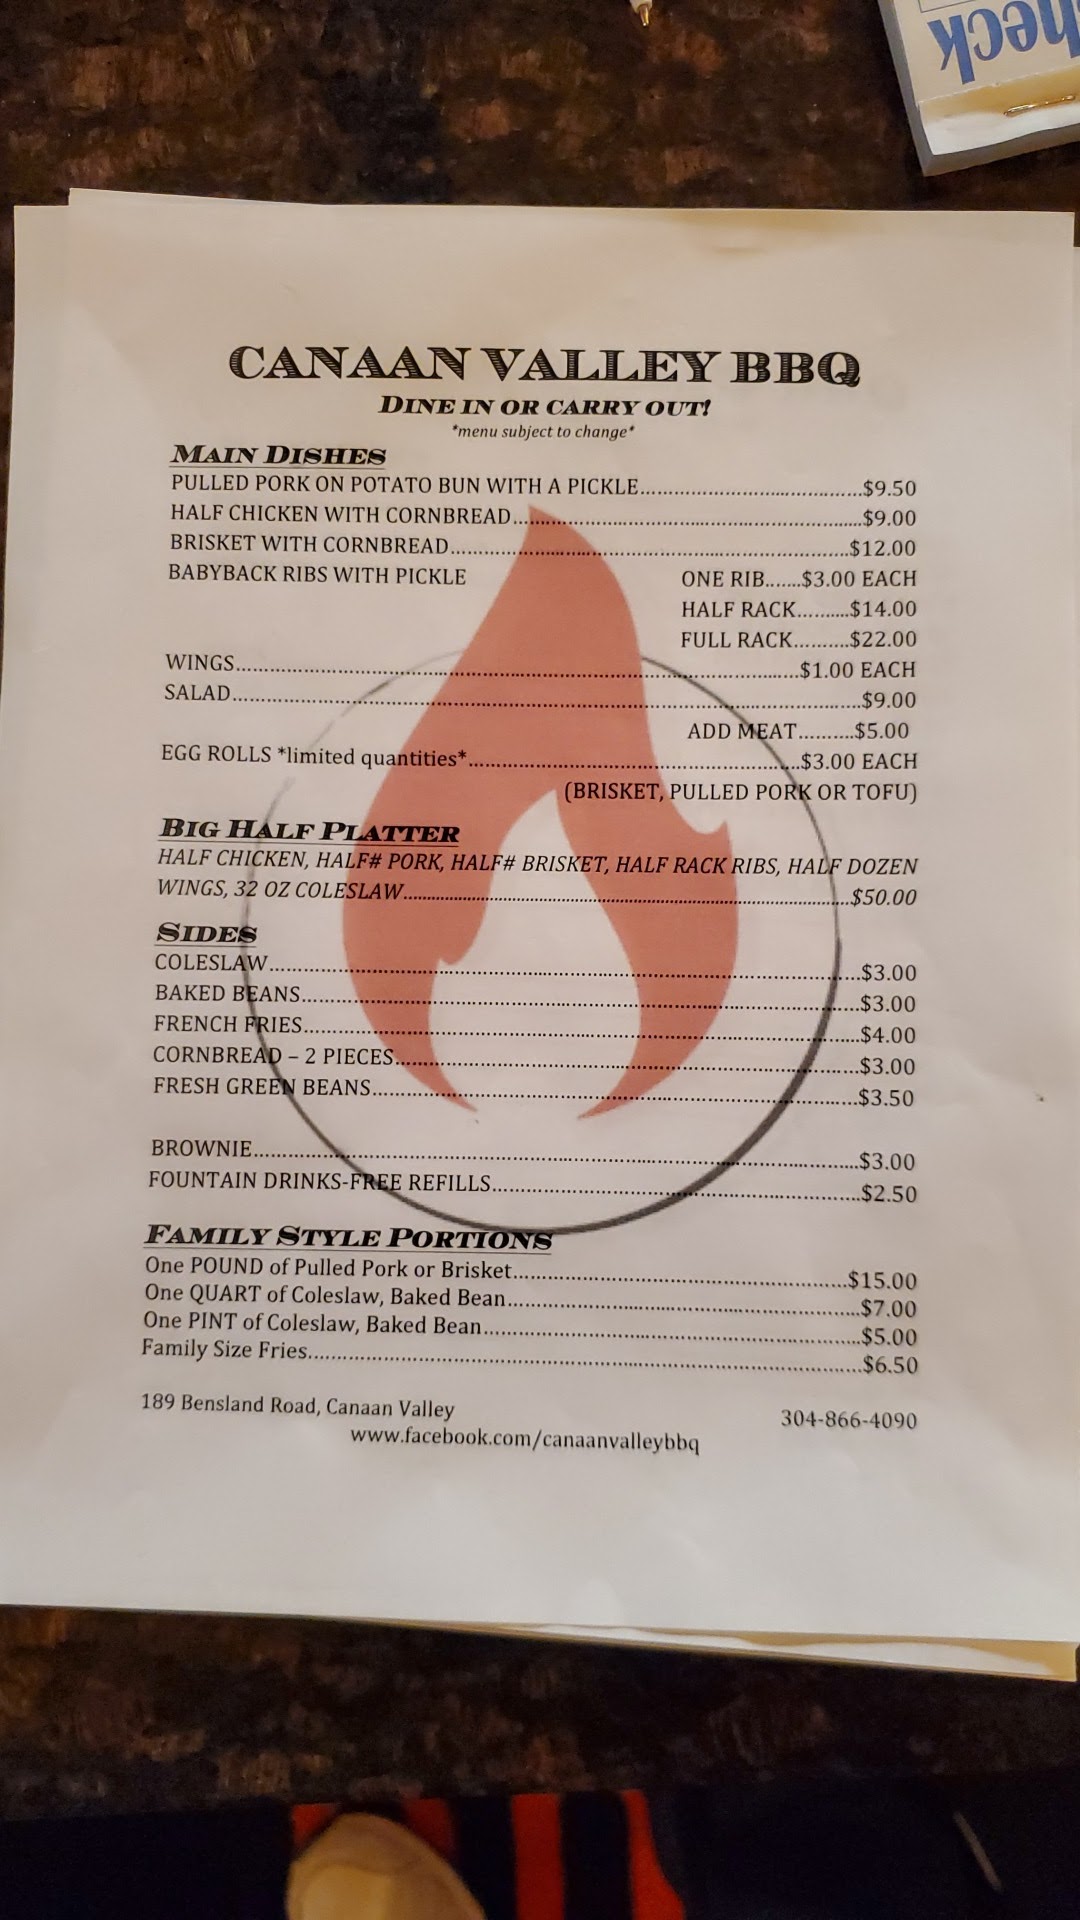 check
CANAAN VALLEY BBQ
DINE IN OR CARRY OUT!
*menu subject to change*
MAIN DISHES
PULLED PORK ON POTATO BUN WITH A PICKLE.......................................$9.50
HALF CHICKEN WITH CORNBREAD...........................................................$9.00
BRISKET WITH CORNBREAD....................................................................$12.00
BABYBACK RIBS WITH PICKLE ONE RIB.......$3.00 EACH
HALF RACK..........$14.00
FULL RACK..........$22.00
WINGS...............................................................................................$1.00 EACH
SALAD...........................................................................................................$9.00
ADD MEAT..........$5.00
EGG ROLLS *limited quantities*.........................................................$3.00 EACH
(BRISKET, PULLED PORK OR TOFU)
BIG HALF PLATTER
HALF CHICKEN, HALF# PORK, HALF# BRISKET, HALF RACK RIBS, HALF DOZEN
WINGS, 32 OZ COLESLAW............................................................................$50.00
SIDES
COLESLAW....................................................................................................$3.00
BAKED BEANS...............................................................................................$3.00
FRENCH FRIES...............................................................................................$4.00
CORNBREAD – 2 PIECES................................................................................$3.00
FRESH GREEN BEANS....................................................................................$3.50
BROWNIE......................................................................................................$3.00
FOUNTAIN DRINKS-FREE REFILLS...............................................................$2.50
FAMILY STYLE PORTIONS
One POUND of Pulled Pork or Brisket..........................................................$15.00
One QUART of Coleslaw, Baked Bean.............................................................$7.00
One PINT of Coleslaw, Baked Bean.................................................................$5.00
Family Size Fries..............................................................................................$6.50
189 Bensland Road, Canaan Valley 304-866-4090
www.facebook.com/canaanvalleybbq